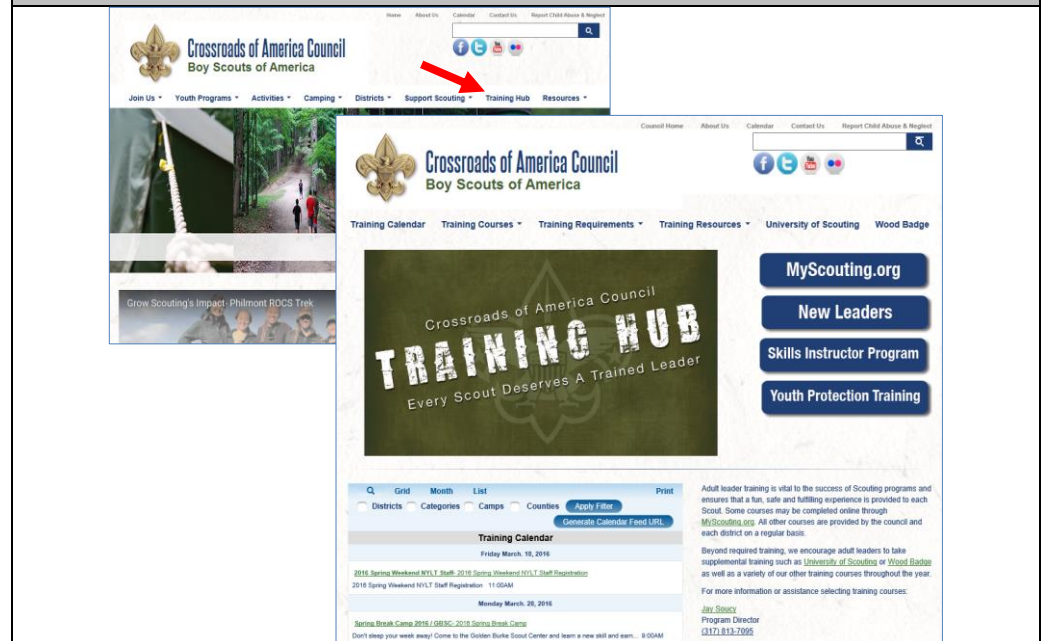 Home About Us Calendar Contact Us Report Child Abuse & Neglect
Crossroads of America Council
Boy Scouts of America
Join Us Youth Programs Activities Camping Districts Support Scouting Training Hub Resources
Grow Scouting's Impact- Philmont ROCS Trek
Council Home About Us Calendar Contact Us Report Child Abuse & Neglect
Crossroads of America Council
Boy Scouts of America
Training Calendar Training Courses Training Requirements Training Resources University of Scouting Wood Badge
Crossroads of America Council
TRAINING HUB
Every Scout Deserves A Trained Leader
MyScouting.org
New Leaders
Skills Instructor Program
Youth Protection Training
Grid Month List Print
Districts Categories Camps Counties Apply Filter
Generate Calendar Feed URL
Training Calendar
Friday March. 18, 2016
2016 Spring Weekend NYLT Staff- 2016 Spring Weekend NYLT Staff Registration
2016 Spring Weekend NYLT Staff Registration 11:00AM
Monday March. 28, 2016
Spring Break Camp 2016 / GBSC- 2016 Spring Break Camp
Don't sleep your week away! Come to the Golden Burke Scout Center and learn a new skill and earn... 9:00AM
Adult leader training is vital to the success of Scouting programs and
ensures that a fun, safe and fulfilling experience is provided to each
Scout. Some courses may be completed online through
MyScouting.org. All other courses are provided by the council and
each district on a regular basis.
Beyond required training, we encourage adult leaders to take
supplemental training such as University of Scouting or Wood Badge
as well as a variety of our other training courses throughout the year.
For more information or assistance selecting training courses:
Jay Soucy
Program Director
(317) 813-7095